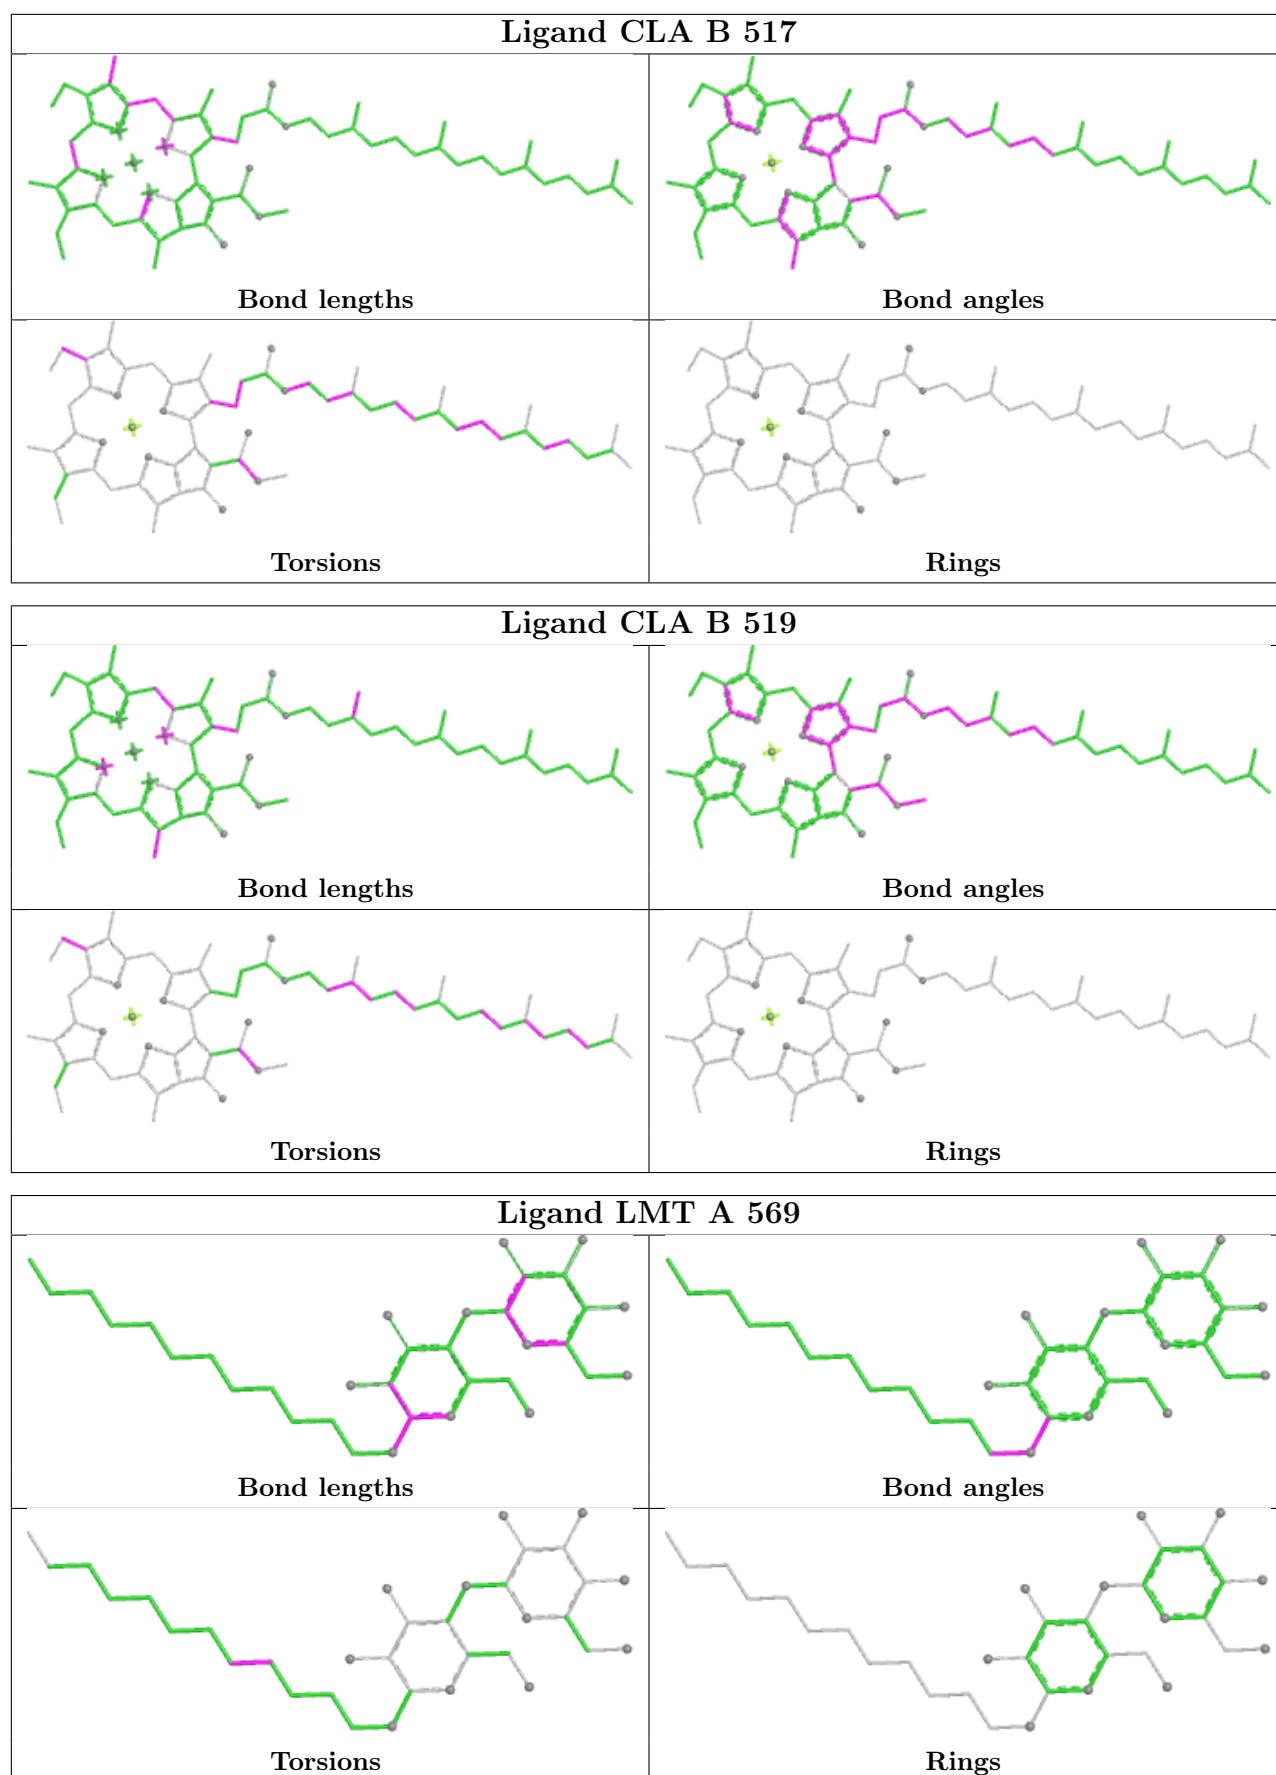 Ligand CLA B 517
Bond lengths
Bond angles
Torsions
Rings
Ligand CLA B 519
Bond lengths
Bond angles
Torsions
Rings
Ligand LMT A 569
Bond lengths
Bond angles
Torsions
Rings